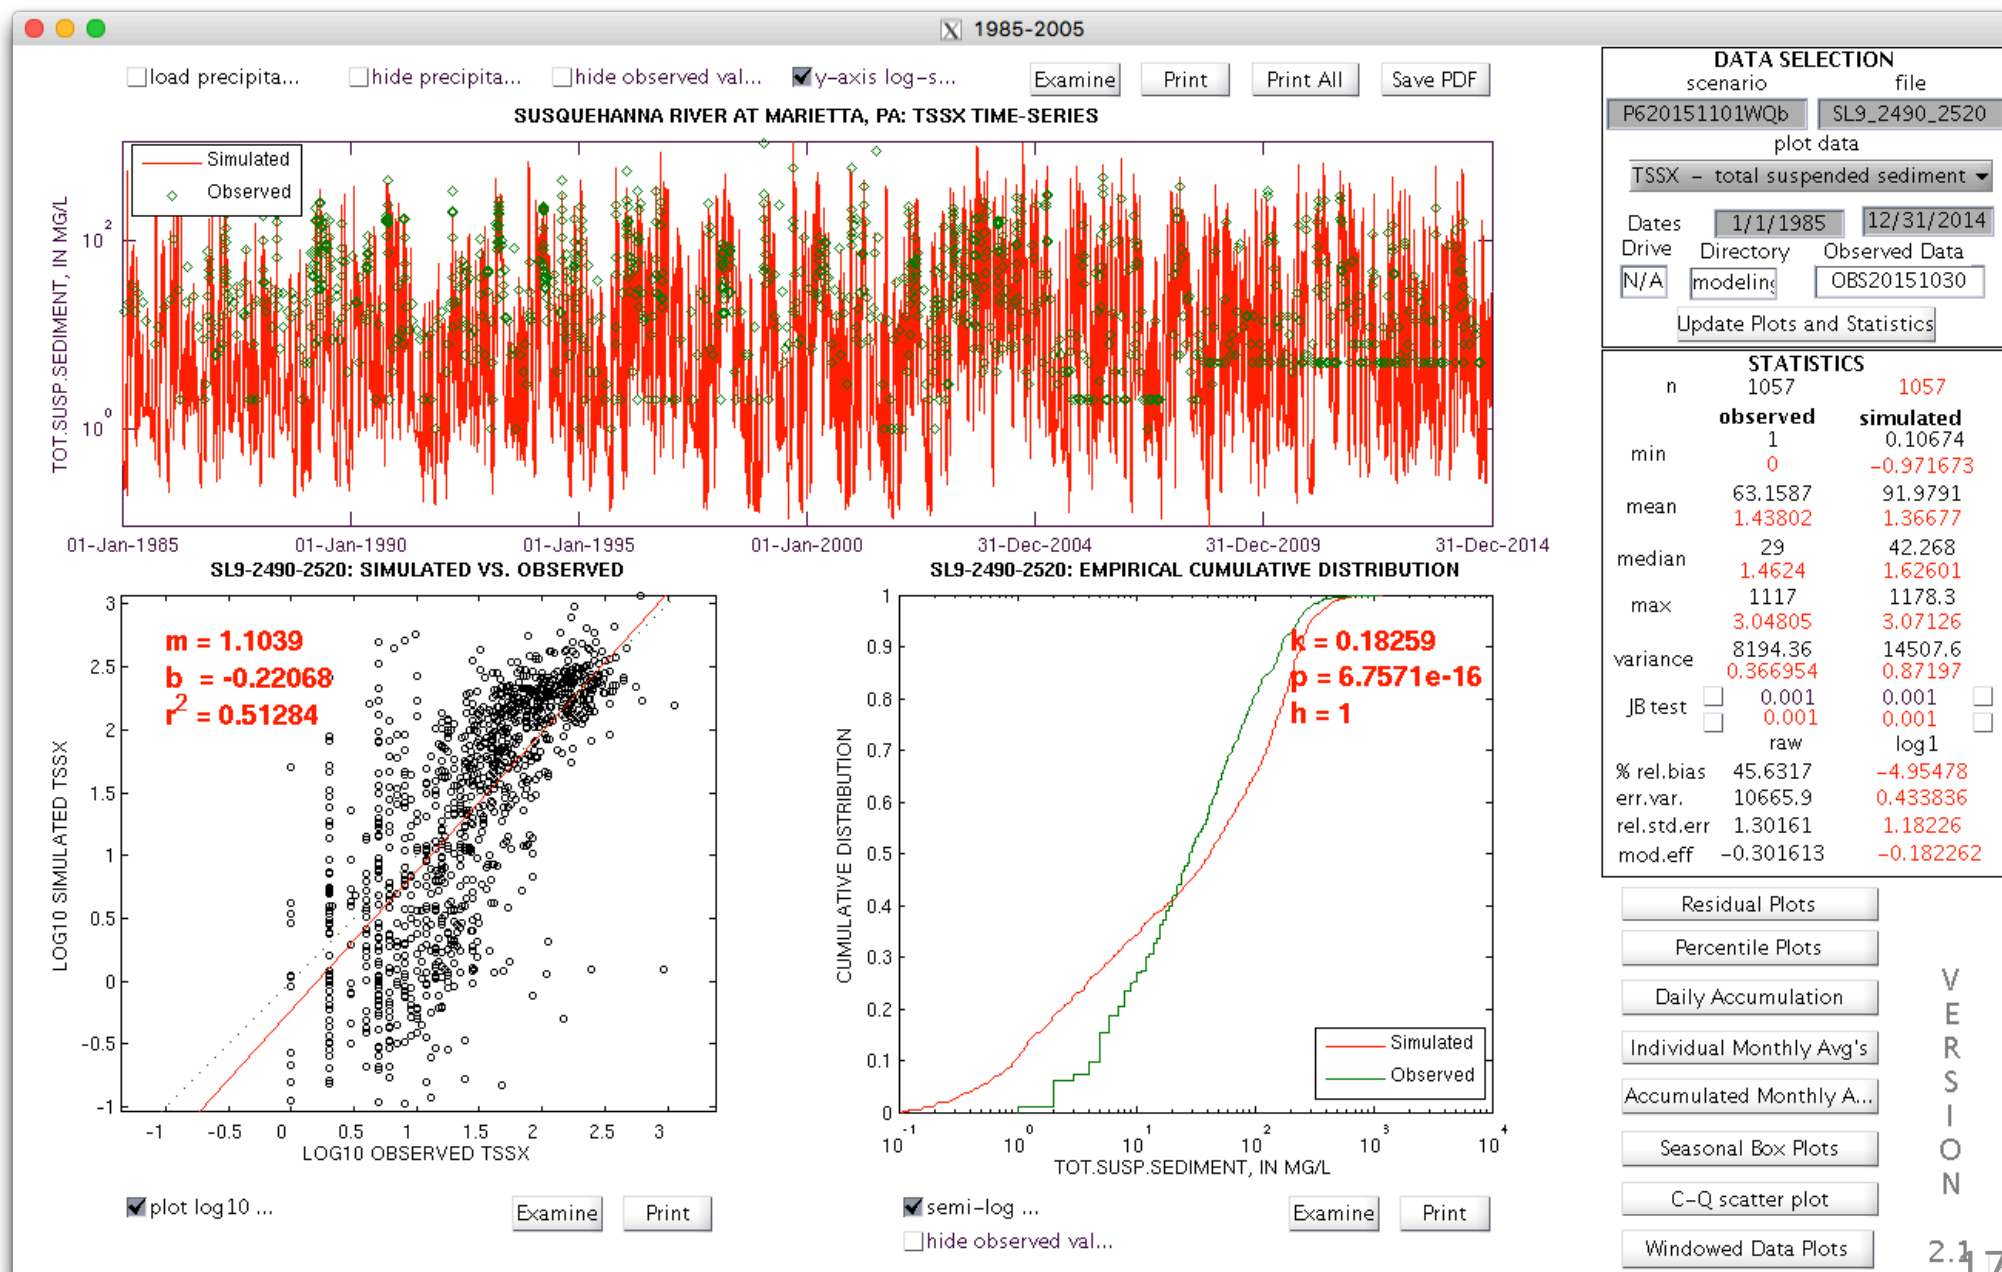 1985-2005
load precipita...
hide precipita...
hide observed val...
y-axis log-s...
Examine
Print
Print All
Save PDF
SUSQUEHANNA RIVER AT MARIETTA, PA: TSSX TIME-SERIES
Simulated
Observed
TOT.SUSP.SEDIMENT, IN MG/L
10²
10⁰
01-Jan-1985
01-Jan-1990
01-Jan-1995
01-Jan-2000
31-Dec-2004
31-Dec-2009
31-Dec-2014
SL9-2490-2520: SIMULATED VS. OBSERVED
m = 1.1039
b = -0.22068
r² = 0.51284
LOG10 SIMULATED TSSX
3
2.5
2
1.5
1
0.5
0
-0.5
-1
-1 -0.5 0 0.5 1 1.5 2 2.5 3
LOG10 OBSERVED TSSX
plot log10 ...
Examine
Print
SL9-2490-2520: EMPIRICAL CUMULATIVE DISTRIBUTION
k = 0.18259
p = 6.7571e-16
h = 1
CUMULATIVE DISTRIBUTION
1
0.9
0.8
0.7
0.6
0.5
0.4
0.3
0.2
0.1
0
Simulated
Observed
10⁻¹ 10⁰ 10¹ 10² 10³ 10⁴
TOT.SUSP.SEDIMENT, IN MG/L
semi-log ...
hide observed val...
Examine
Print
DATA SELECTION
scenario file
P620151101WQb SL9_2490_2520
plot data
TSSX - total suspended sediment
Dates 1/1/1985 12/31/2014
Drive Directory Observed Data
N/A modeling OBS20151030
Update Plots and Statistics
STATISTICS
n 1057 1057
observed simulated
min 1 0.10674
0 -0.971673
mean 63.1587 91.9791
1.43802 1.36677
median 29 42.268
1.4624 1.62601
max 1117 1178.3
3.04805 3.07126
variance 8194.36 14507.6
0.366954 0.87197
JB test 0.001 0.001
0.001 0.001
raw log1
% rel.bias 45.6317 -4.95478
err.var. 10665.9 0.433836
rel.std.err 1.30161 1.18226
mod.eff -0.301613 -0.182262
Residual Plots
Percentile Plots
Daily Accumulation
Individual Monthly Avg's
Accumulated Monthly A...
Seasonal Box Plots
C-Q scatter plot
Windowed Data Plots
VERSION
2.1
17